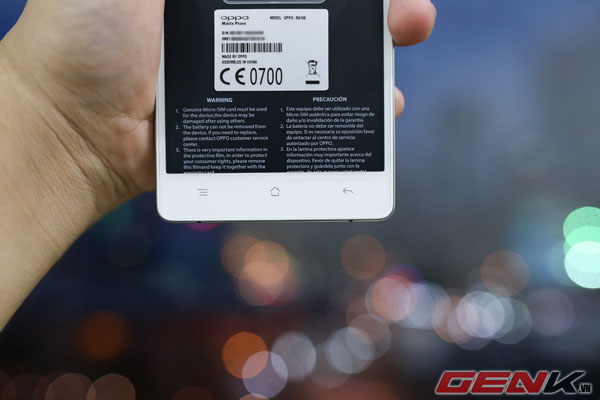 oppo
Mobile Phone
MODEL: OPPO
S/N:
IMEI:
MADE BY OPPO
ASSEMBLED IN CHINA
CE 0700
WARNING
1. Genuine Micro-SIM card must be used
for the device,the device may be
damaged after using others.
2. The battery can not be removed from
the device, if you need to replace,
please contact OPPO customer service
center.
3. There is very important information in
the protective film, in order to protect
your consumer rights, please remove
this filmand keep it together with the
PRECAUCIÓN
1. Este equipo debe ser utilizado con una
Micro-SIM auténtica para evitar riesgo de
daño y/o invalidación de la garantía.
2. La batería no debe ser removida del
equipo. Si es necesaria su oposición favor
de ontactar al centro de servicio
autorizado por OPPO.
3. En la lamina protectora aparece
información muy importante acerca del
dispositivo. Favor de quitar la lamina
protectora y guárdela junto con la
GENK.VN